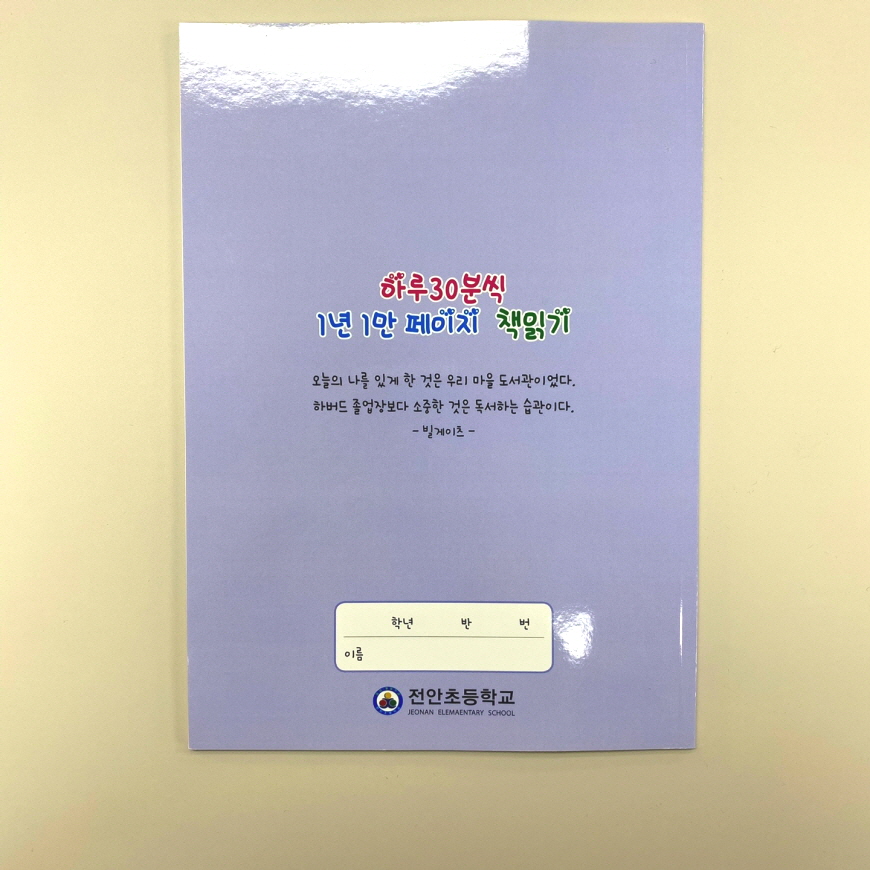 하루30분씩
1년 1만 페이지 책읽기
오늘의 나를 있게 한 것은 우리 마을 도서관이었다.
하버드 졸업장보다 소중한 것은 독서하는 습관이다.
- 빌게이츠 -
학년 반 번
이름
전안초등학교
JEONAN ELEMAENTARY SCHOOL